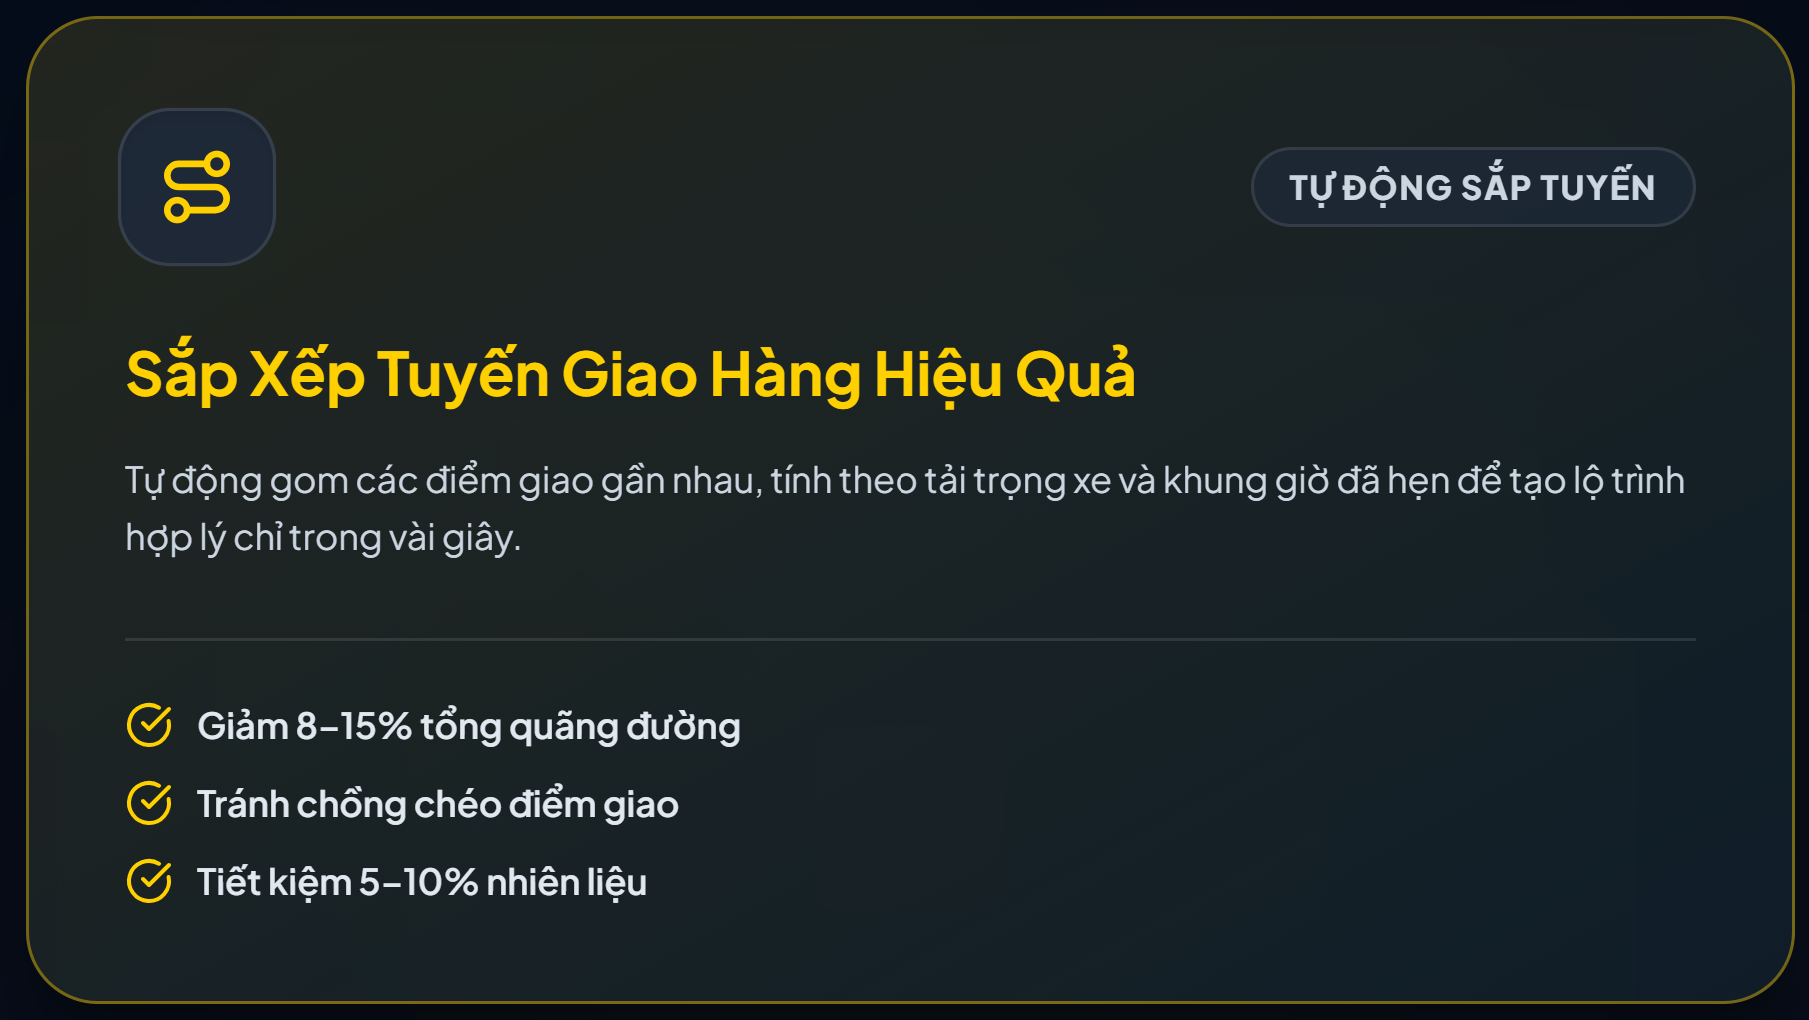 TỰ ĐỘNG SẮP TUYẾN
Sắp Xếp Tuyến Giao Hàng Hiệu Quả
Tự động gom các điểm giao gần nhau, tính theo tải trọng xe và khung giờ đã hẹn để tạo lộ trình
hợp lý chỉ trong vài giây.
Giảm 8–15% tổng quãng đường
Tránh chồng chéo điểm giao
Tiết kiệm 5–10% nhiên liệu